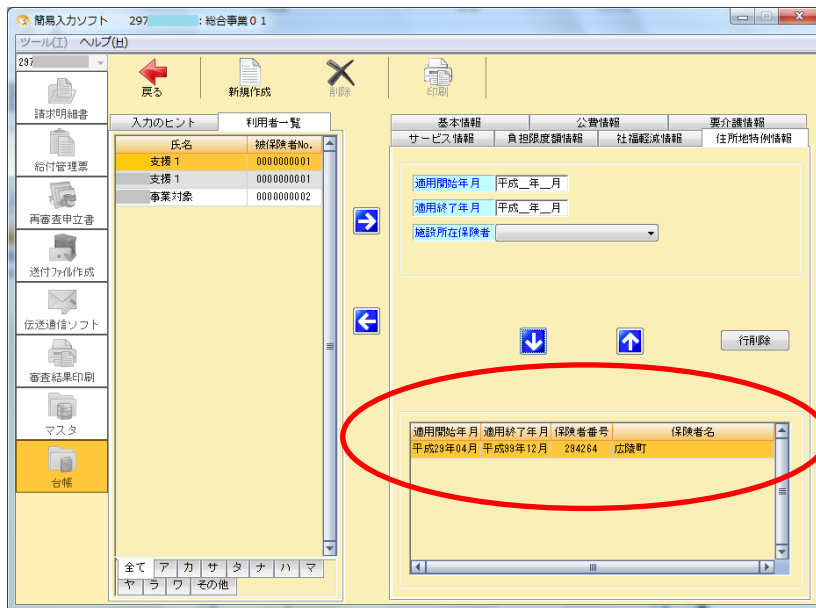 簡易入力ソフト 297 :総合事業01
ツール(T) ヘルプ(H)
297
戻る 新規作成 削除 印刷
請求明細書
給付管理票
再審査申立書
送付ファイル作成
伝送通信ソフト
審査結果印刷
マスタ
台帳
入力のヒント 利用者一覧
氏名 被保険者No.
支援1 0000000001
支援1 0000000001
事業対象 0000000002
全て ア カ サ タ ナ ハ マ
ヤ ラ ワ その他
基本情報 公費情報 要介護情報
サービス情報 負担限度額情報 社福軽減情報 住所地特例情報
適用開始年月 平成__年__月
適用終了年月 平成__年__月
施設所在保険者
行削除
適用開始年月 適用終了年月 保険者番号 保険者名
平成29年04月 平成99年12月 294264 広陵町